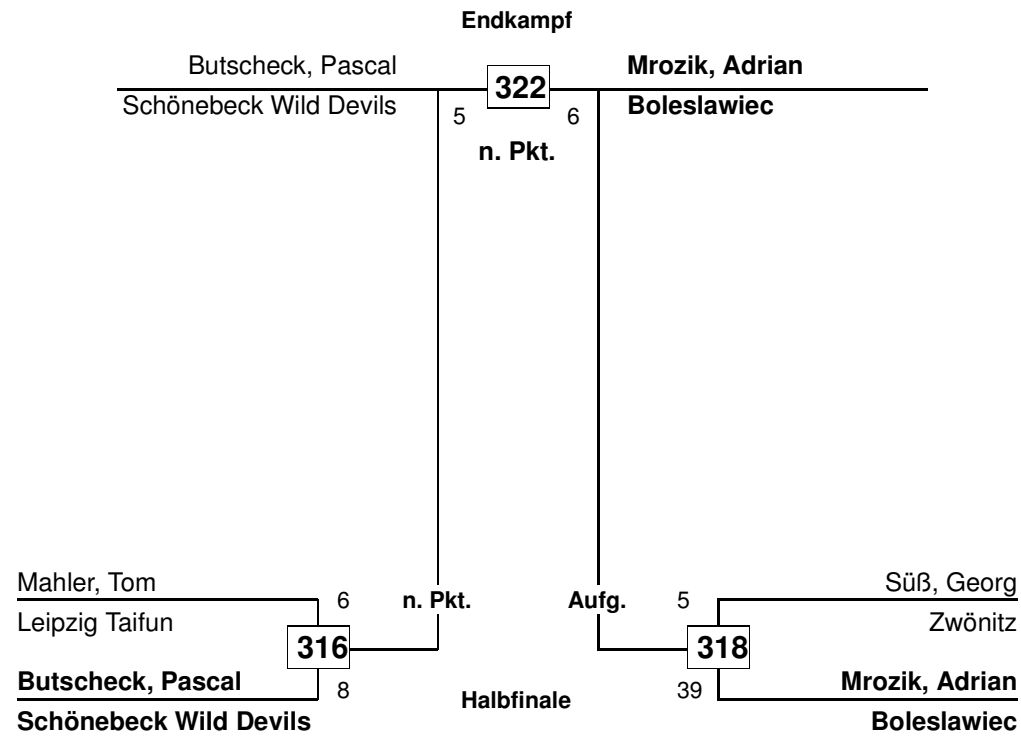 Endkampf
Butscheck, Pascal
Schönebeck Wild Devils
322
Mrozik, Adrian
Boleslawiec
5
6
n. Pkt.
Mahler, Tom
Leipzig Taifun
6
n. Pkt.
316
Butscheck, Pascal
Schönebeck Wild Devils
8
Halbfinale
Aufg.
5
Süß, Georg
Zwönitz
318
39
Mrozik, Adrian
Boleslawiec